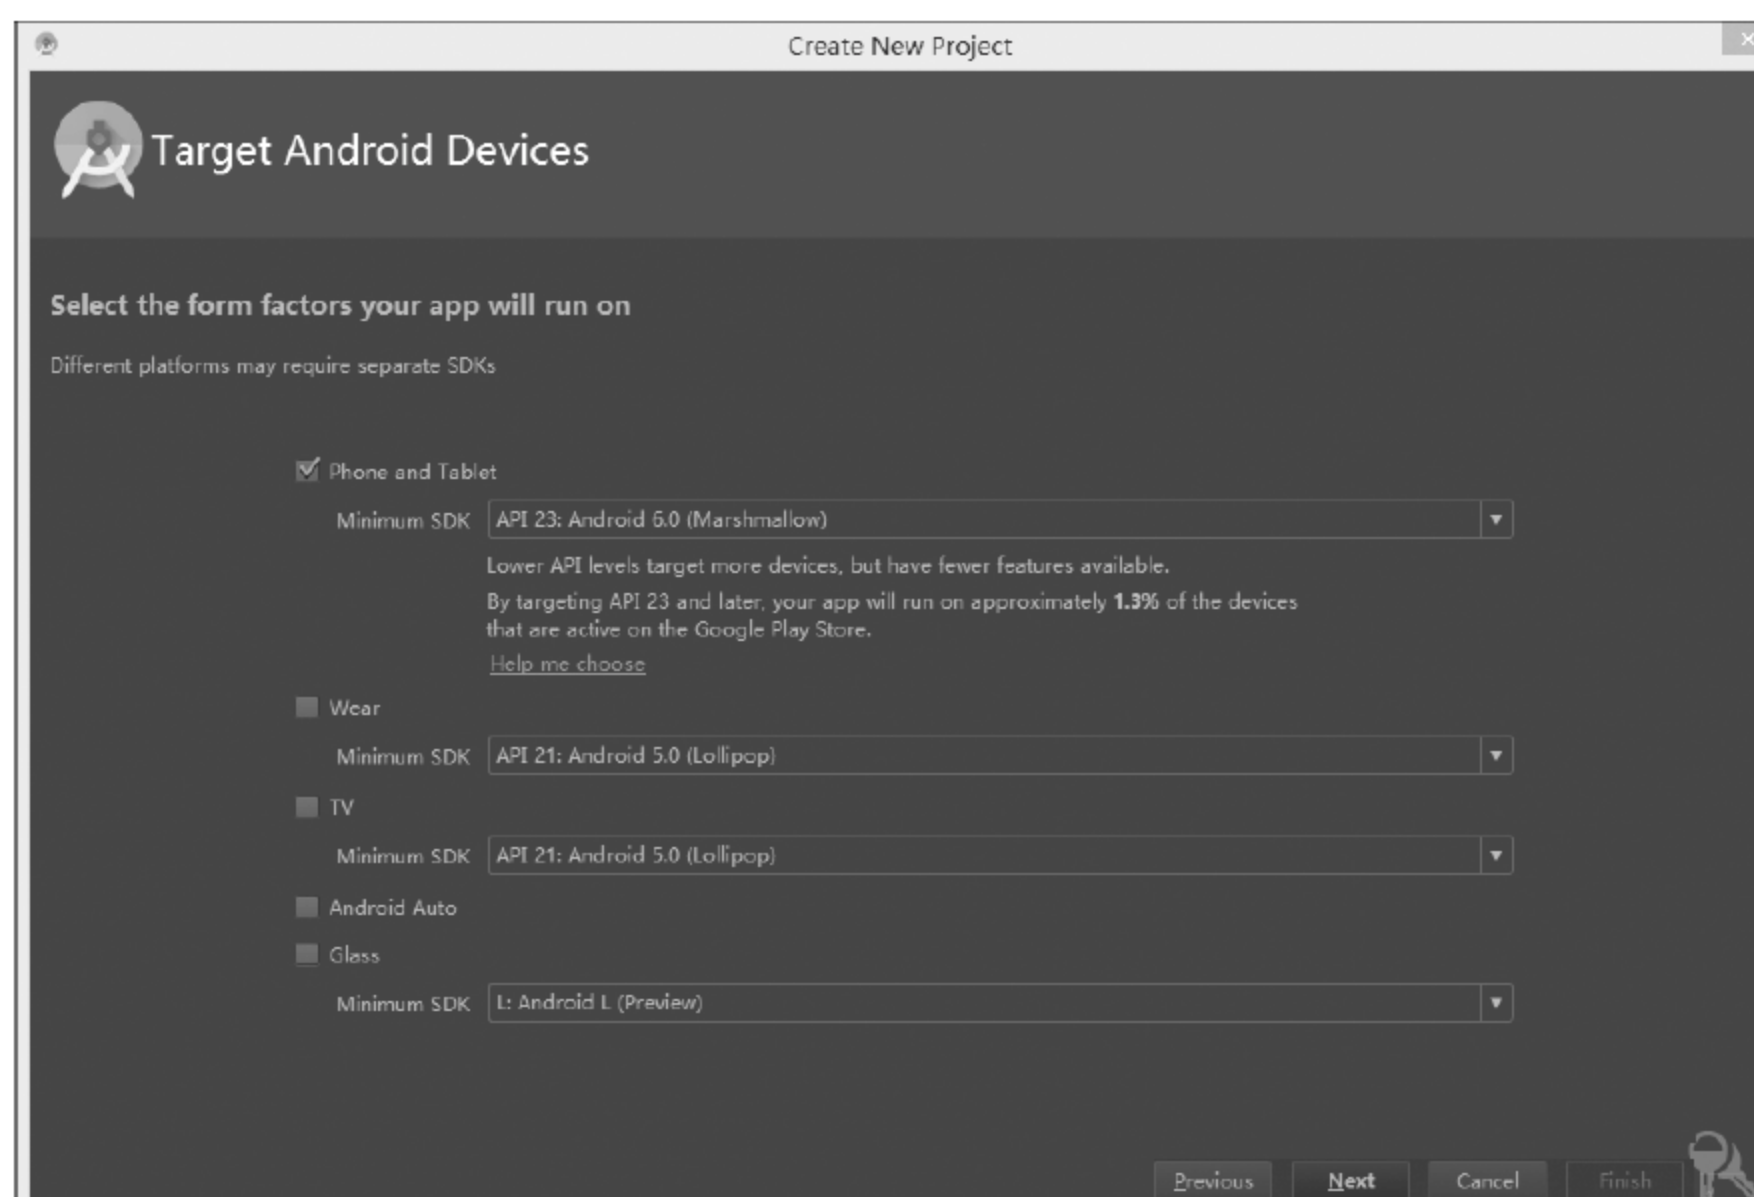 Create New Project
Target Android Devices
Select the form factors your app will run on
Different platforms may require separate SDKs
Phone and Tablet
Minimum SDK API 23: Android 6.0 (Marshmallow)
Lower API levels target more devices, but have fewer features available.
By targeting API 23 and later, your app will run on approximately 1.3% of the devices
that are active on the Google Play Store.
Help me choose
Wear
Minimum SDK API 21: Android 5.0 (Lollipop)
TV
Minimum SDK API 21: Android 5.0 (Lollipop)
Android Auto
Glass
Minimum SDK L: Android L (Preview)
Previous Next Cancel Finish